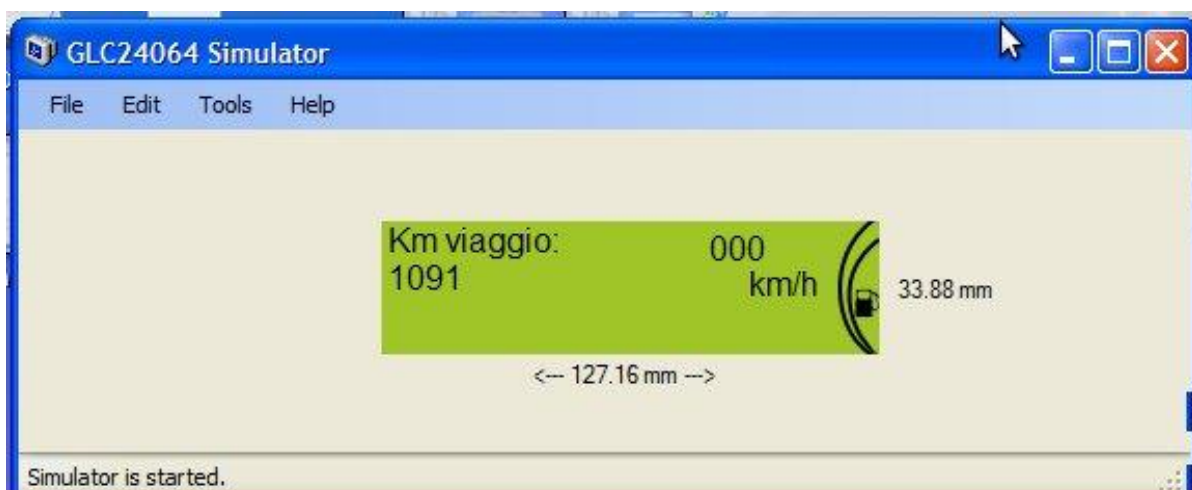 GLC24064 Simulator
File Edit Tools Help
Km viaggio:
1091
000
km/h
33.88 mm
<--- 127.16 mm --->
Simulator is started.